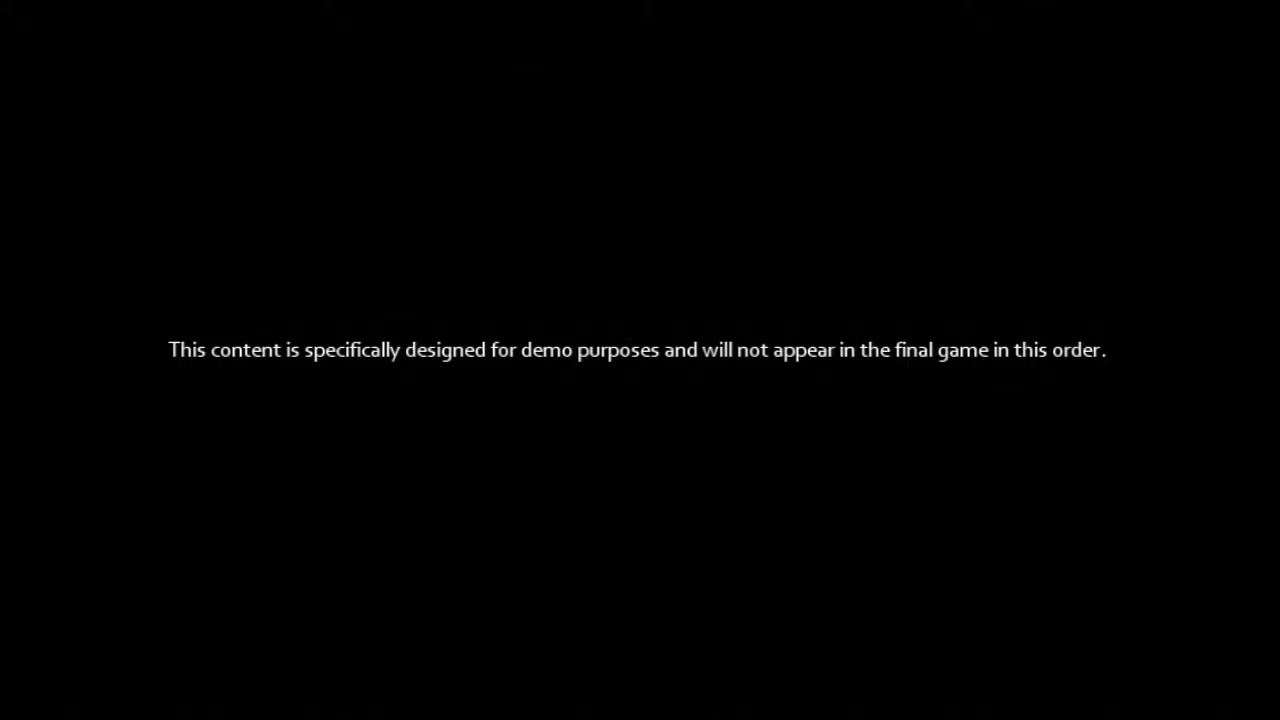 This content is specifically designed for demo purposes and will not appear in the final game in this order.